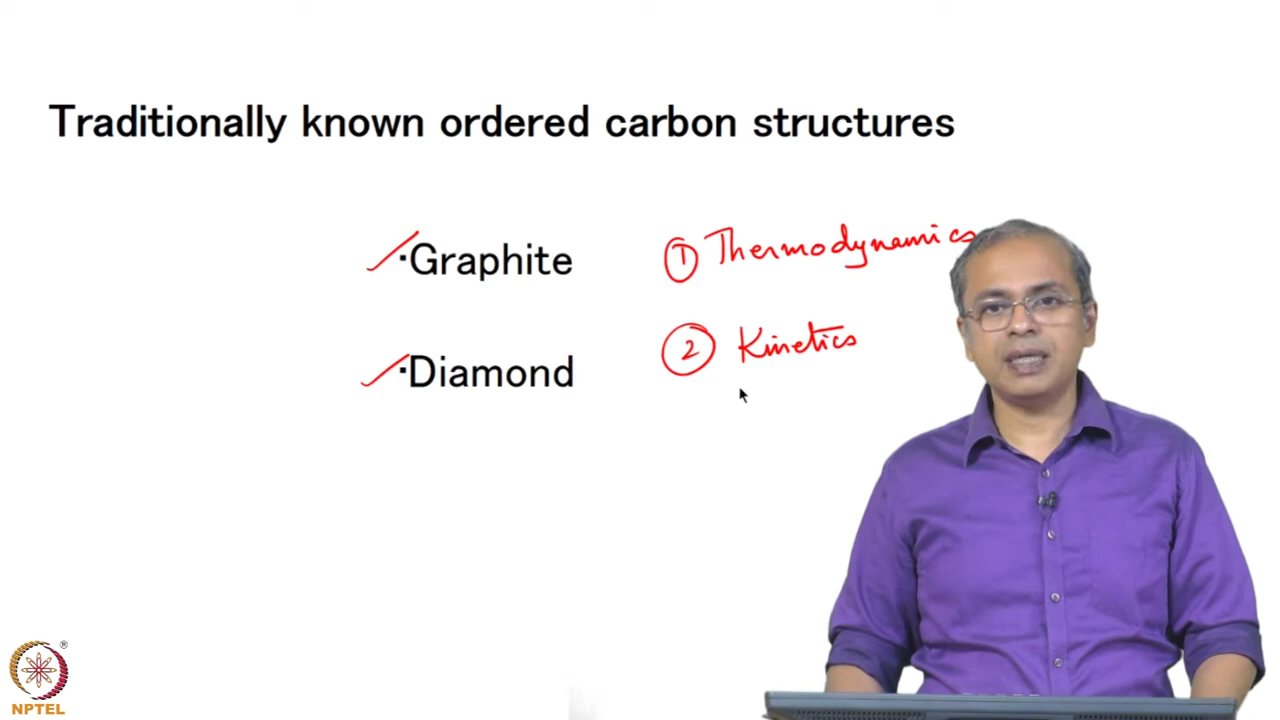 Traditionally known ordered carbon structures
·Graphite
① Thermodynamics
·Diamond
② Kinetics
®
NPTEL